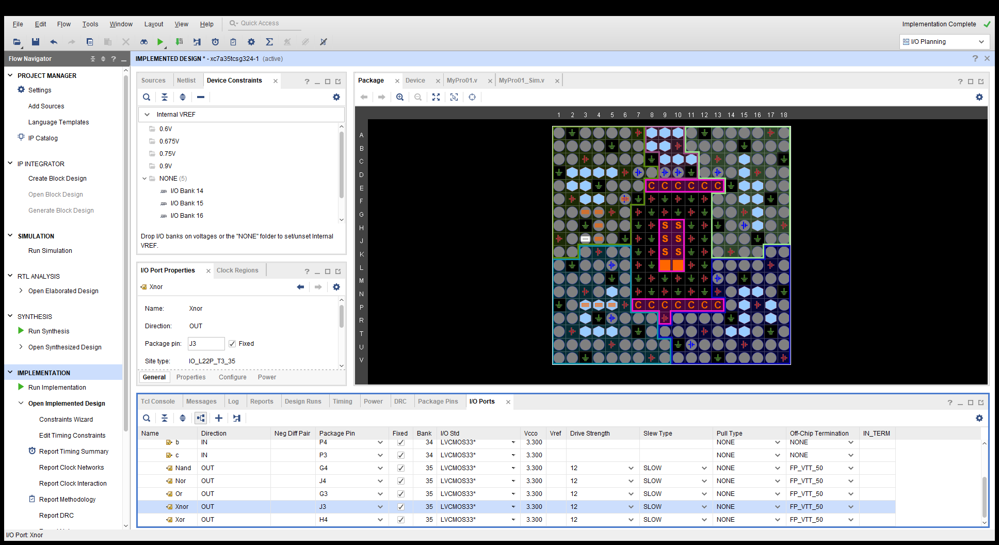 File Edit Flow Tools Window Layout View Help Quick Access Implementation Complete
I/O Planning
Flow Navigator ? IMPLEMENTED DESIGN * - xc7a35tcsg324-1 (active) ?
PROJECT MANAGER
Settings
Add Sources
Language Templates
IP Catalog
IP INTEGRATOR
Create Block Design
Open Block Design
Generate Block Design
SIMULATION
Run Simulation
RTL ANALYSIS
Open Elaborated Design
SYNTHESIS
Run Synthesis
Open Synthesized Design
IMPLEMENTATION
Run Implementation
Open Implemented Design
Constraints Wizard
Edit Timing Constraints
Report Timing Summary
Report Clock Networks
Report Clock Interaction
Report Methodology
Report DRC
Sources Netlist Device Constraints ?
Internal VREF
0.6V
0.675V
0.75V
0.9V
NONE (5)
I/O Bank 14
I/O Bank 15
I/O Bank 16
Drop I/O banks on voltages or the "NONE" folder to set/unset Internal
VREF.
I/O Port Properties Clock Regions ?
Xnor
Name: Xnor
Direction: OUT
Package pin: J3 Fixed
Site type: IO_L22P_T3_35
General Properties Configure Power
Package Device MyPro01.v MyPro01_Sim.v ?
1 2 3 4 5 6 7 8 9 10 11 12 13 14 15 16 17 18
A
B
C
D
E C C C C C C
F
G
H S S
J S S
K S S
L
M
N
P C C C C C C C
R
T
U
V
Tcl Console Messages Log Reports Design Runs Timing Power DRC Package Pins I/O Ports ?
Name Direction Neg Diff Pair Package Pin Fixed Bank I/O Std Vcco Vref Drive Strength Slew Type Pull Type Off-Chip Termination IN_TERM
b IN P4 34 LVCMOS33* 3.300 NONE NONE
c IN P3 34 LVCMOS33* 3.300 NONE NONE
Nand OUT G4 35 LVCMOS33* 3.300 12 SLOW NONE FP_VTT_50
Nor OUT J4 35 LVCMOS33* 3.300 12 SLOW NONE FP_VTT_50
Or OUT G3 35 LVCMOS33* 3.300 12 SLOW NONE FP_VTT_50
Xnor OUT J3 35 LVCMOS33* 3.300 12 SLOW NONE FP_VTT_50
Xor OUT H4 35 LVCMOS33* 3.300 12 SLOW NONE FP_VTT_50
I/O Port: Xnor